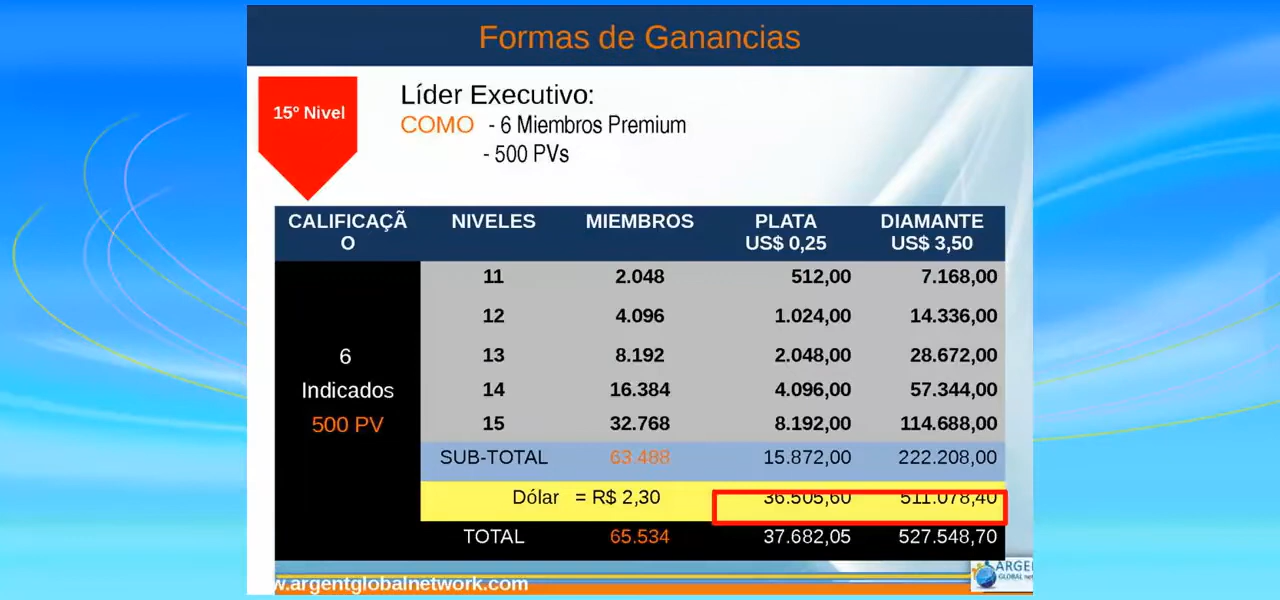 Formas de Ganancias
15º Nivel
Líder Executivo:
COMO - 6 Miembros Premium
- 500 PVs
CALIFICAÇÃ
O
NIVELES MIEMBROS PLATA DIAMANTE
US$ 0,25 US$ 3,50
11 2.048 512,00 7.168,00
12 4.096 1.024,00 14.336,00
13 8.192 2.048,00 28.672,00
14 16.384 4.096,00 57.344,00
15 32.768 8.192,00 114.688,00
6
Indicados
500 PV
SUB-TOTAL 63.488 15.872,00 222.208,00
Dólar = R$ 2,30 36.505,60 511.078,40
TOTAL 65.534 37.682,05 527.548,70
w.argentglobalnetwork.com
ARGE
GLOBAL